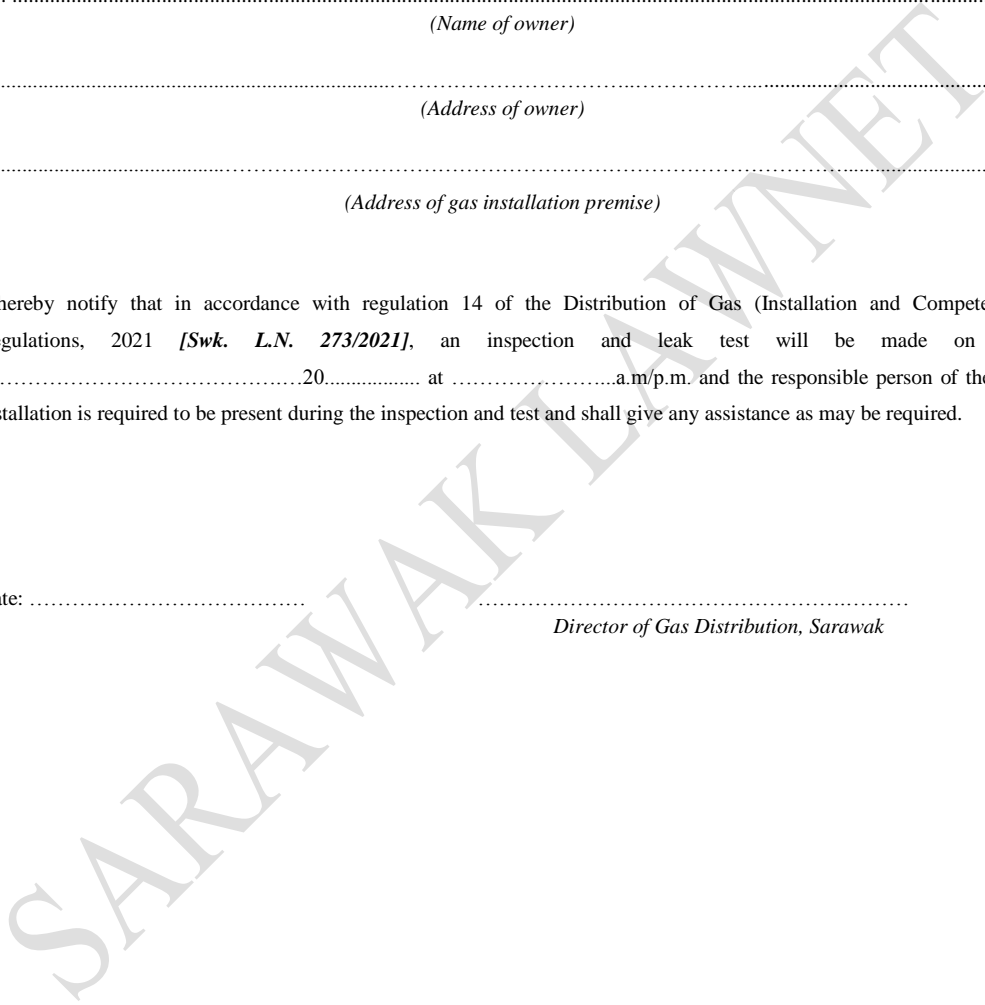 (Name of owner)
(Address of owner)
(Address of gas installation premise)
hereby notify that in accordance with regulation 14 of the Distribution of Gas (Installation and Compete
egulations, 2021 [Swk. L.N. 273/2021], an inspection and leak test will be made on
……………………………………20.................. at …………………...a.m/p.m. and the responsible person of the
stallation is required to be present during the inspection and test and shall give any assistance as may be required.
ate: …………………………………
Director of Gas Distribution, Sarawak
SARAWAK LAWNET